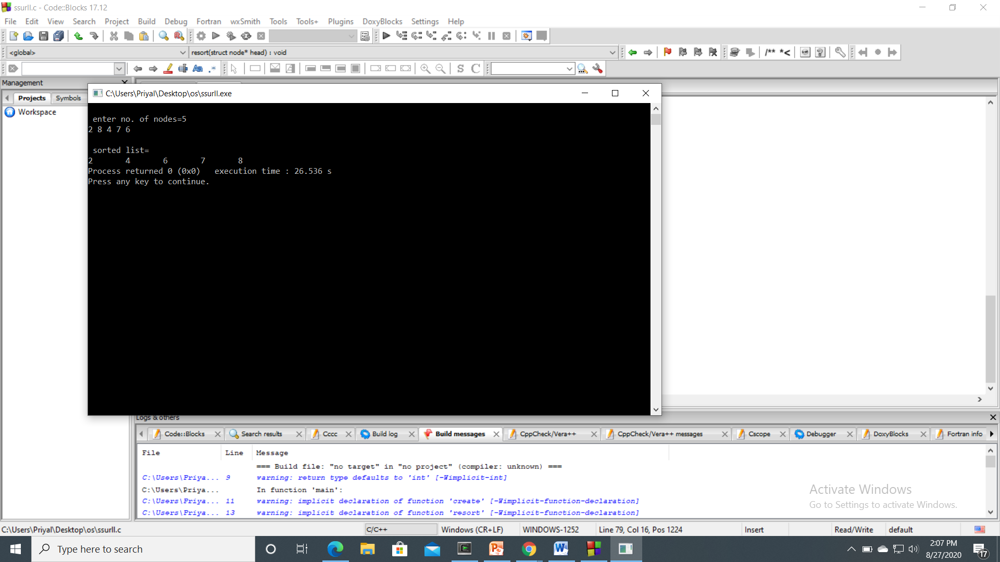 ssurll.c - Code::Blocks 17.12
File Edit View Search Project Build Debug Fortran wxSmith Tools Tools+ Plugins DoxyBlocks Settings Help
<global> resort(struct node* head) : void
/** *<
Aa .*
S C
Management
Projects Symbols
Workspace
C:\Users\Priyal\Desktop\os\ssurll.exe
enter no. of nodes=5
2 8 4 7 6
sorted list=
2 4 6 7 8
Process returned 0 (0x0) execution time : 26.536 s
Press any key to continue.
Logs & others
Code::Blocks Search results Cccc Build log Build messages CppCheck/Vera++ CppCheck/Vera++ messages Cscope Debugger DoxyBlocks Fortran info
File Line Message
=== Build file: "no target" in "no project" (compiler: unknown) ===
C:\Users\Priya... 9 warning: return type defaults to 'int' [-Wimplicit-int]
C:\Users\Priya... In function 'main':
C:\Users\Priya... 11 warning: implicit declaration of function 'create' [-Wimplicit-function-declaration]
C:\Users\Priya... 13 warning: implicit declaration of function 'resort' [-Wimplicit-function-declaration]
Activate Windows
Go to Settings to activate Windows.
C:\Users\Priyal\Desktop\os\ssurll.c C/C++ Windows (CR+LF) WINDOWS-1252 Line 79, Col 16, Pos 1224 Insert Read/Write default
Type here to search
2:07 PM
8/27/2020
17